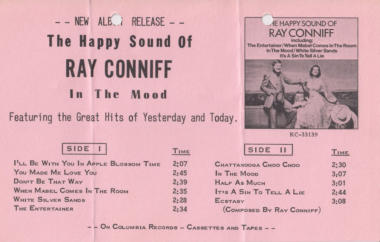 -- NEW ALBUM RELEASE --
The Happy Sound Of
RAY CONNIFF
In The Mood
Featuring the Great Hits of Yesterday and Today.
THE HAPPY SOUND OF
RAY CONNIFF
including:
The Entertainer/When Mabel Comes In The Room
In The Mood/White Silver Sands
It's A Sin To Tell A Lie
KC-33139
SIDE I TIME
I'LL BE WITH YOU IN APPLE BLOSSOM TIME 2;07
YOU MADE ME LOVE YOU 2;45
DON'T BE THAT WAY 2;39
WHEN MABEL COMES IN THE ROOM 2;35
WHITE SILVER SANDS 2;28
THE ENTERTAINER 2;34
SIDE II TIME
CHATTANOOGA CHOO CHOO 2;30
IN THE MOOD 3;07
HALF AS MUCH 3;01
IT'S A SIN TO TELL A LIE 2;44
ECSTASY 3;08
(COMPOSED BY RAY CONNIFF)
-- ON COLUMBIA RECORDS - CASSETTES AND TAPES --